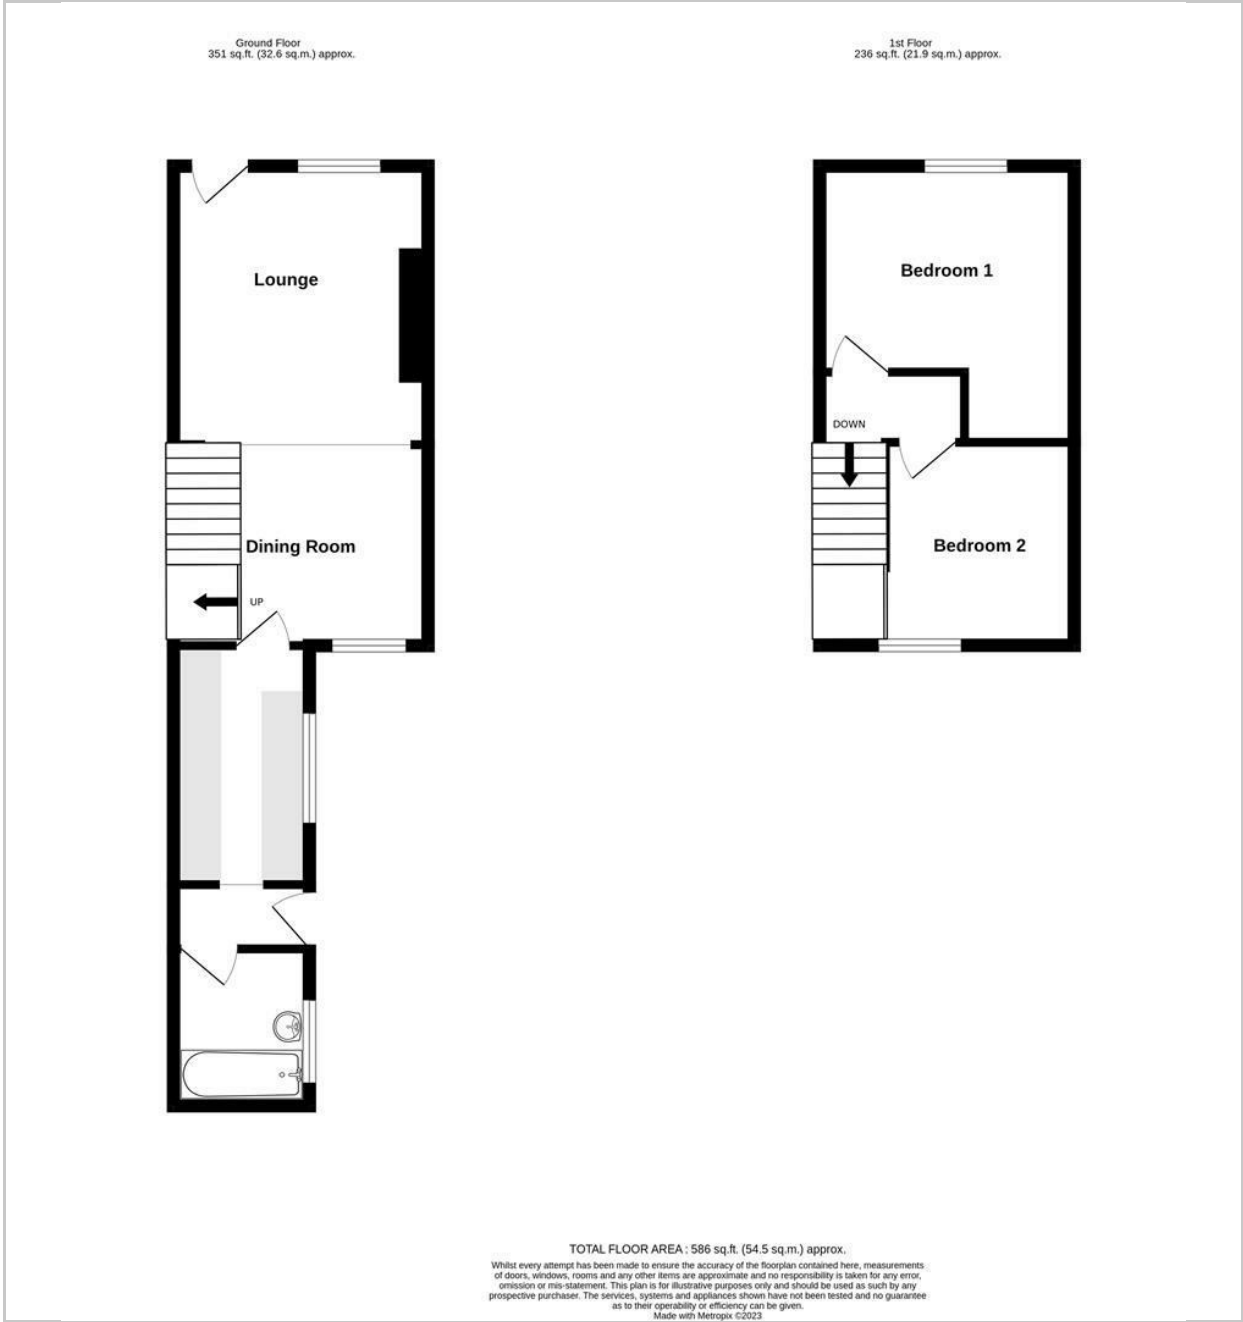 Ground Floor
351 sq.ft. (32.6 sq.m.) approx.
1st Floor
236 sq.ft. (21.9 sq.m.) approx.
Lounge
Bedroom 1
DOWN
Dining Room
Bedroom 2
UP
TOTAL FLOOR AREA : 586 sq.ft. (54.5 sq.m.) approx.
Whilst every attempt has been made to ensure the accuracy of the floorplan contained here, measurements
of doors, windows, rooms and any other items are approximate and no responsibility is taken for any error,
omission or mis-statement. This plan is for illustrative purposes only and should be used as such by any
prospective purchaser. The services, systems and appliances shown have not been tested and no guarantee
as to their operability or efficiency can be given.
Made with Metropix ©2023